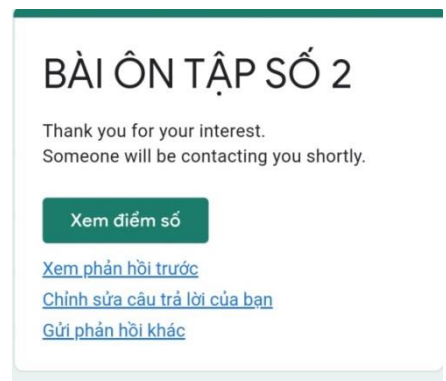 BÀI ÔN TẬP SỐ 2
Thank you for your interest.
Someone will be contacting you shortly.
Xem điểm số
Xem phản hồi trước
Chỉnh sửa câu trả lời của bạn
Gửi phản hồi khác